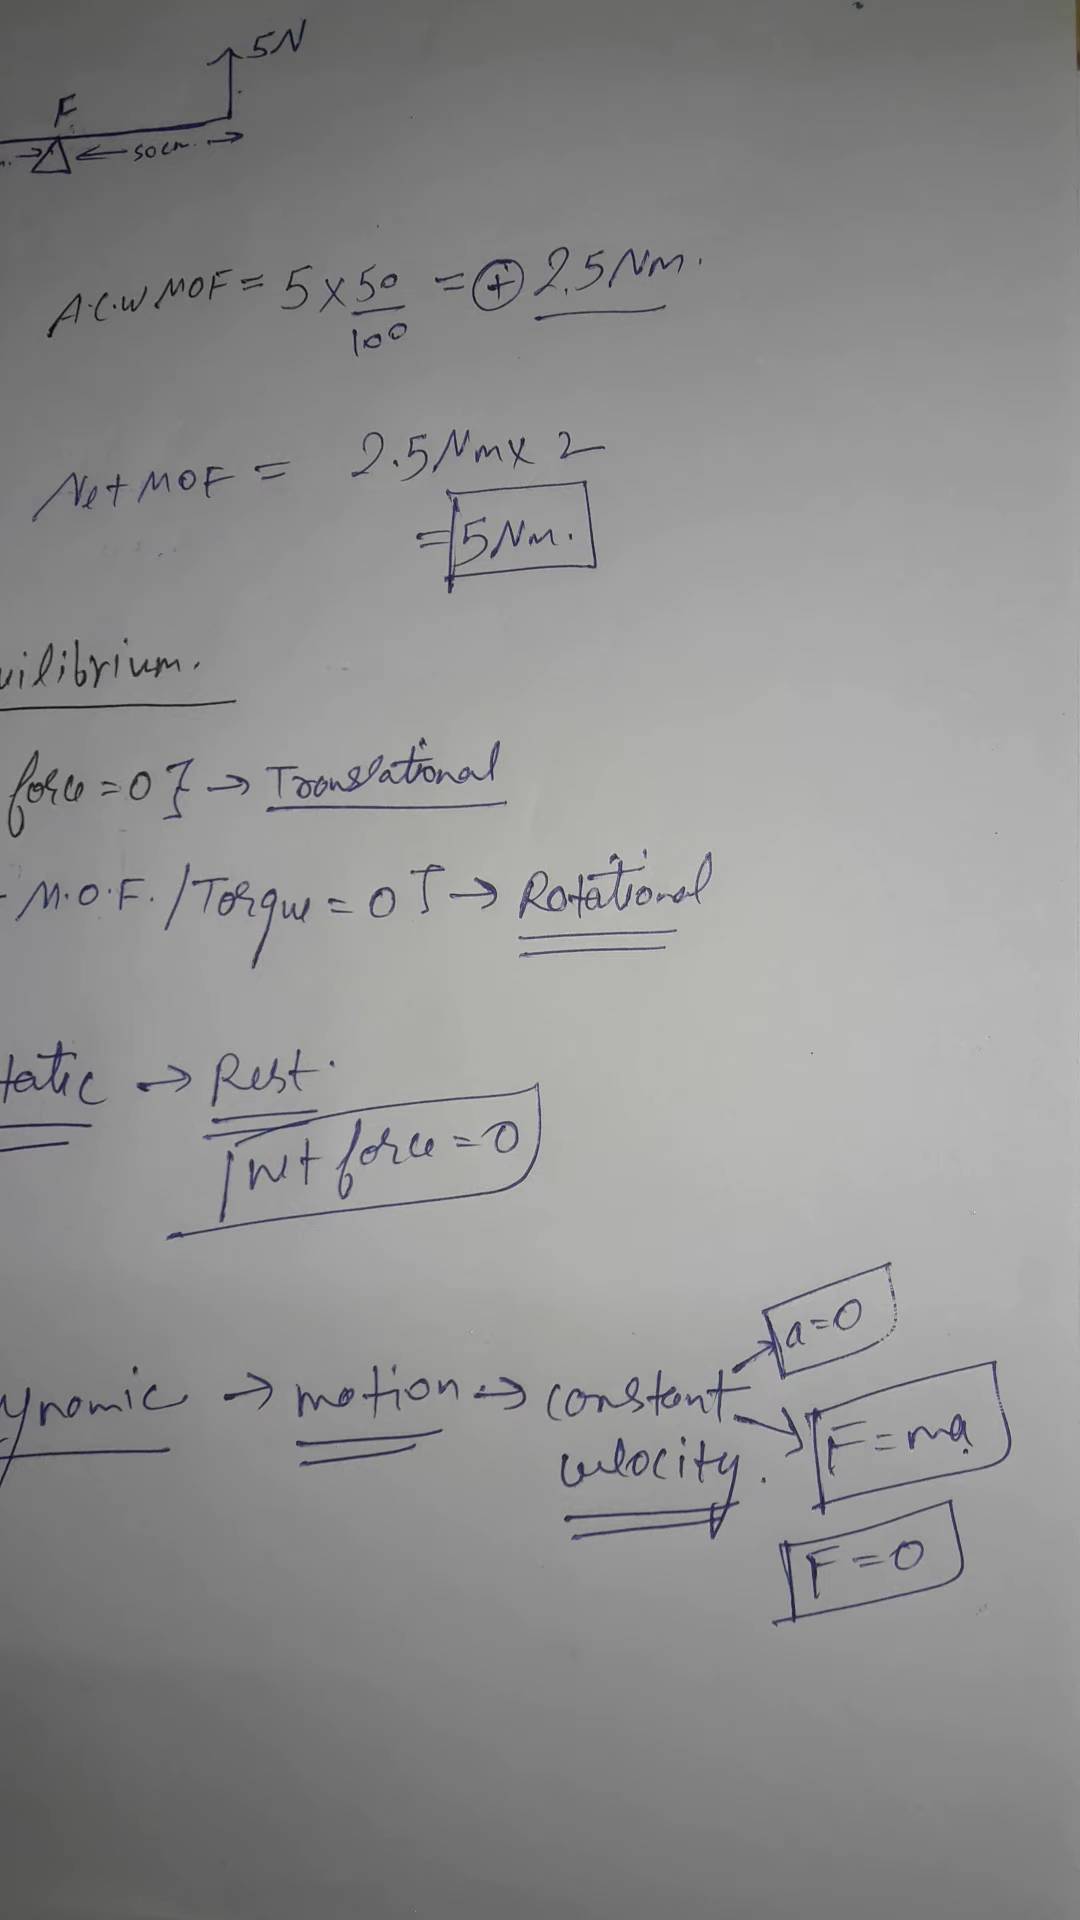 5N
F
50cm.
A.C.W MOF = 5 x 50/100 = + 2.5 Nm.
Net MOF = 2.5 Nm x 2
= 5 Nm.
uilibrium.
force = 0 } → Translational
- M.O.F. / Torque = 0 } → Rotational
tatic → Rest.
net force = 0
ynamic → motion → constant velocity.
a = 0
F = ma
F = 0